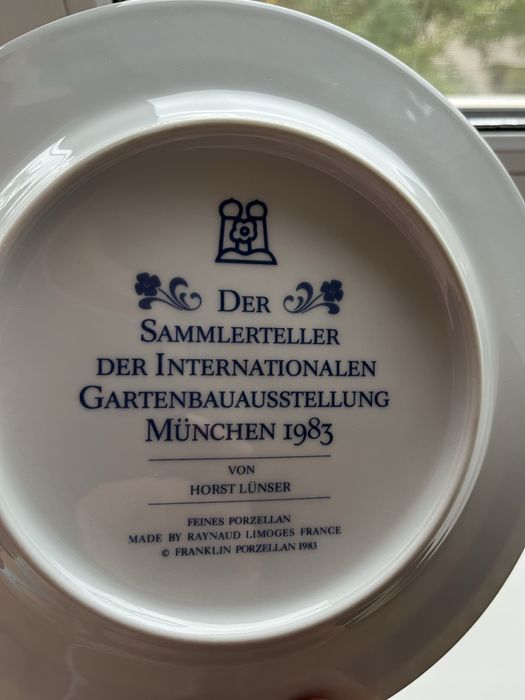 DER
SAMMLERTELLER
DER INTERNATIONALEN
GARTENBAUAUSSTELLUNG
MÜNCHEN 1983
VON
HORST LÜNSER
FEINES PORZELLAN
MADE BY RAYNAUD LIMOGES FRANCE
© FRANKLIN PORZELLAN 1983